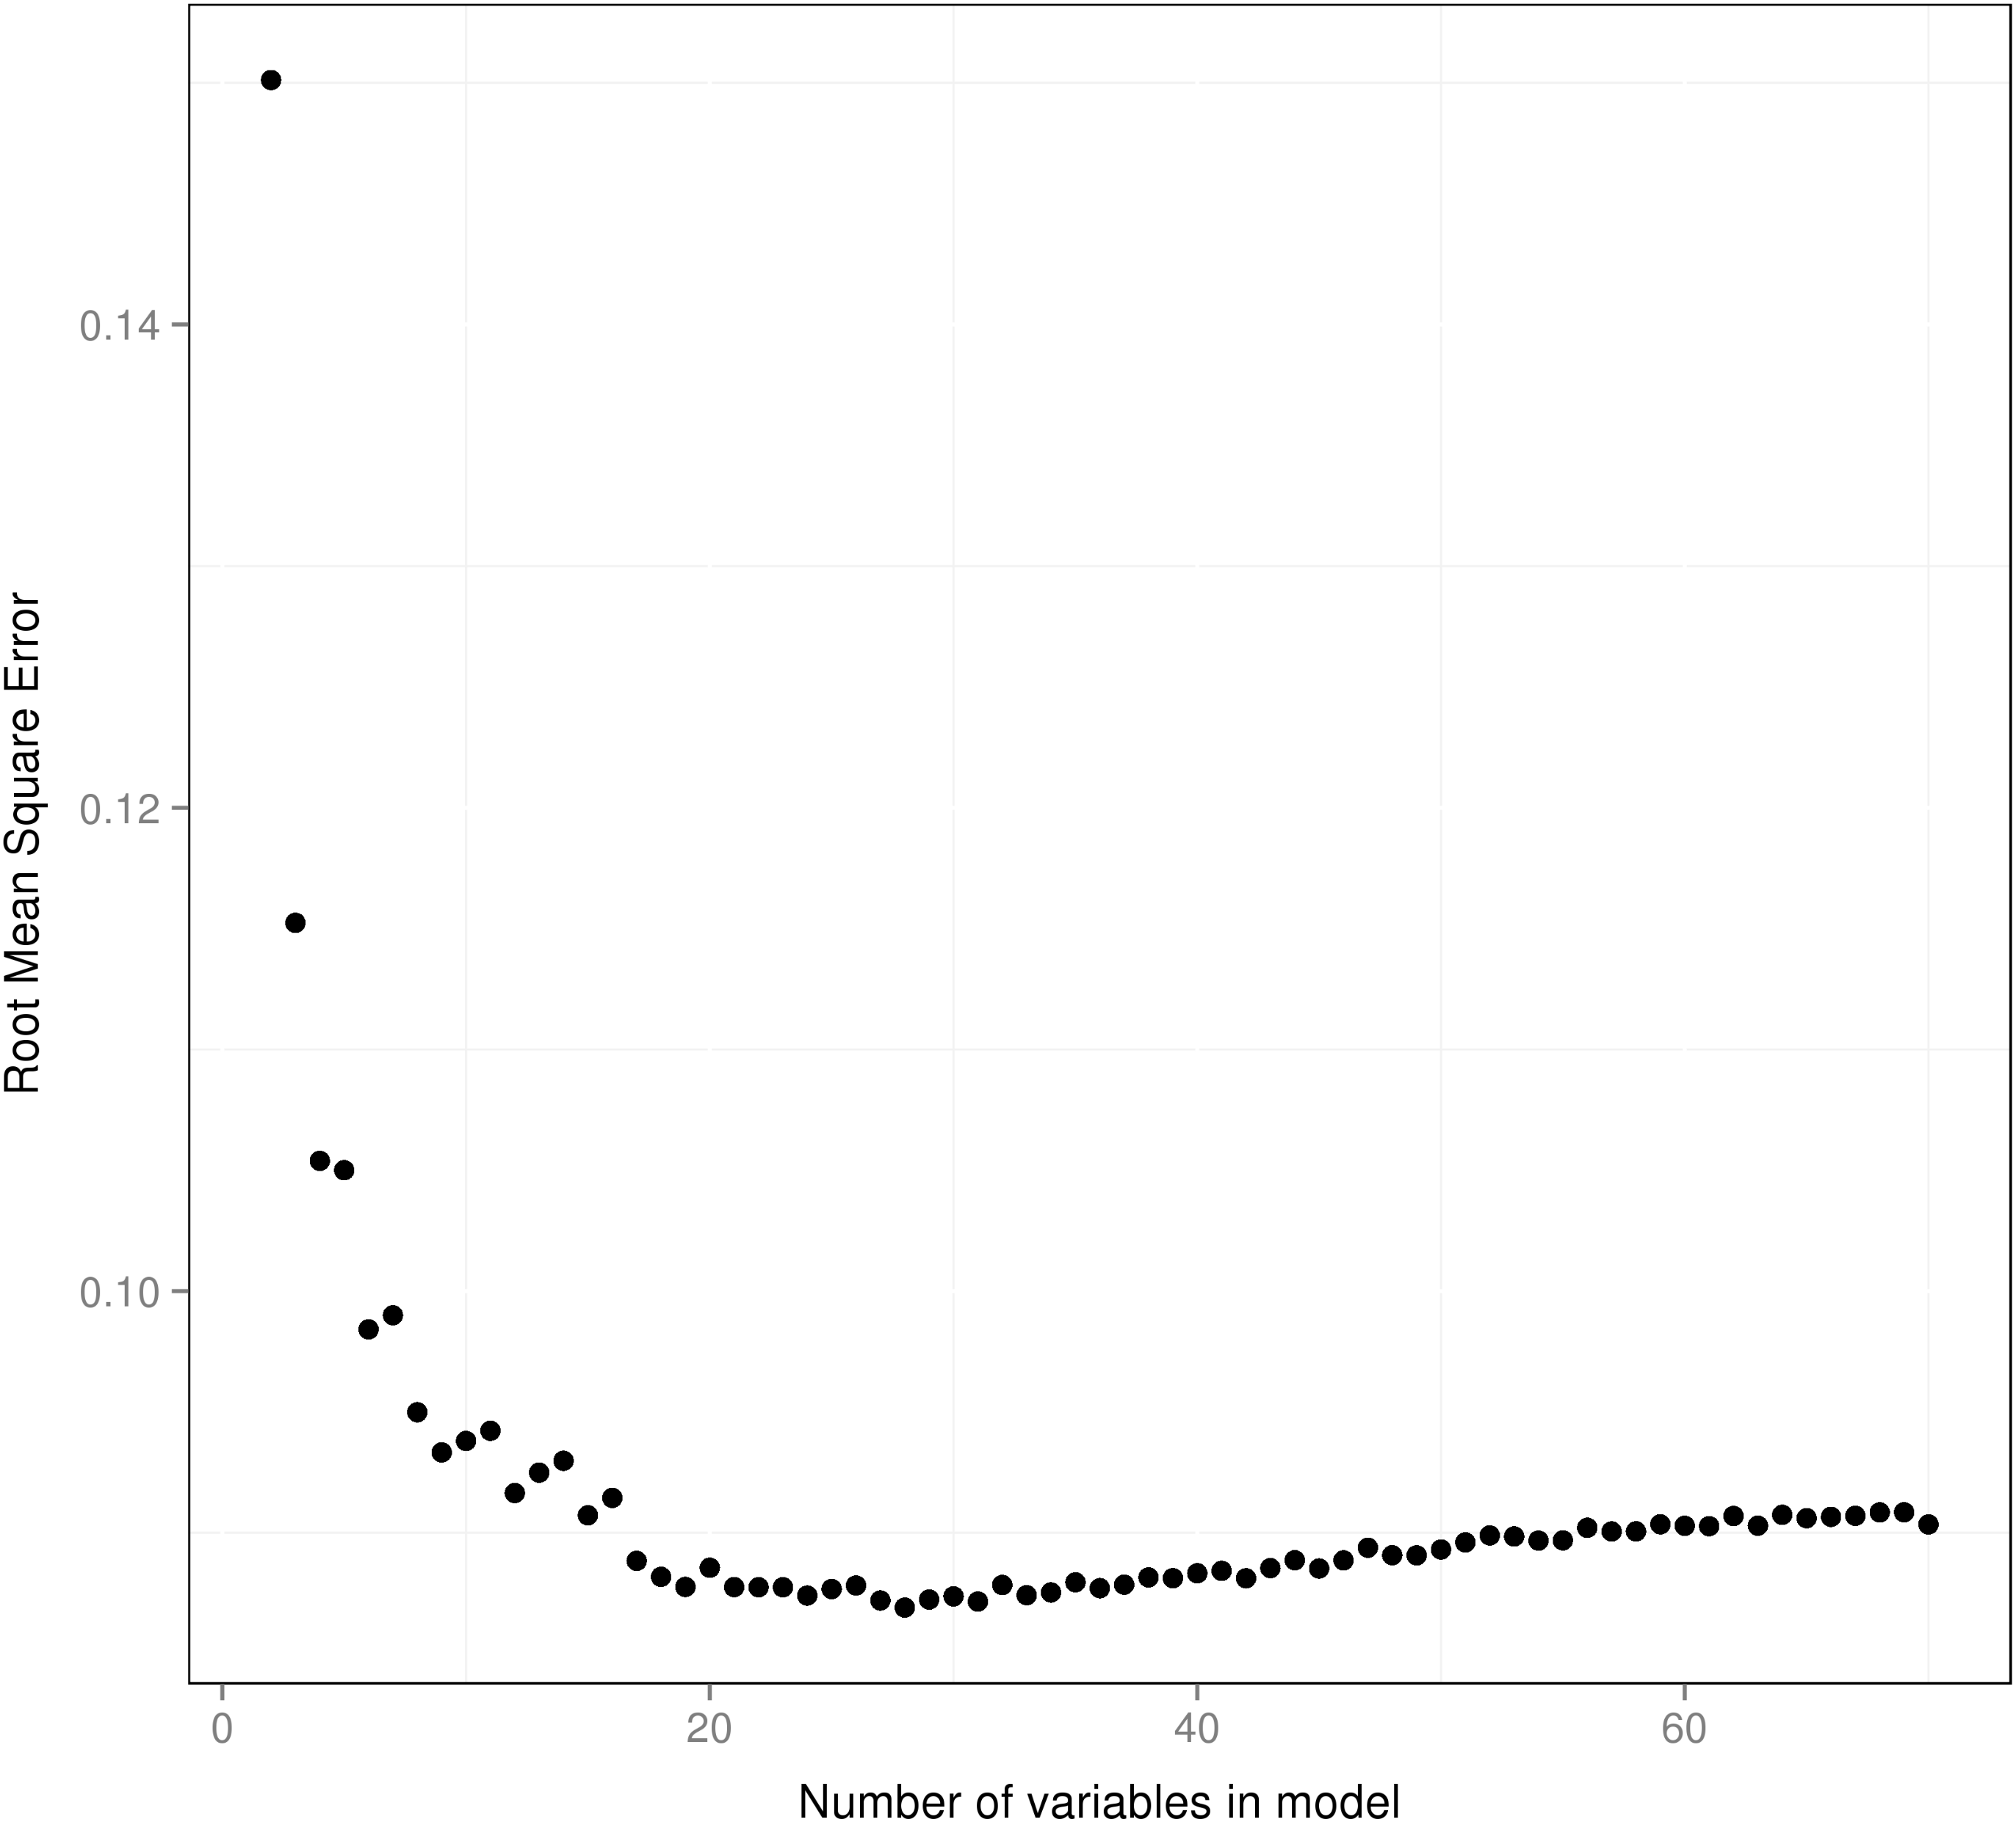 Root Mean Square Error
0.14
0.12
0.10
0 20 40 60
Number of variables in model